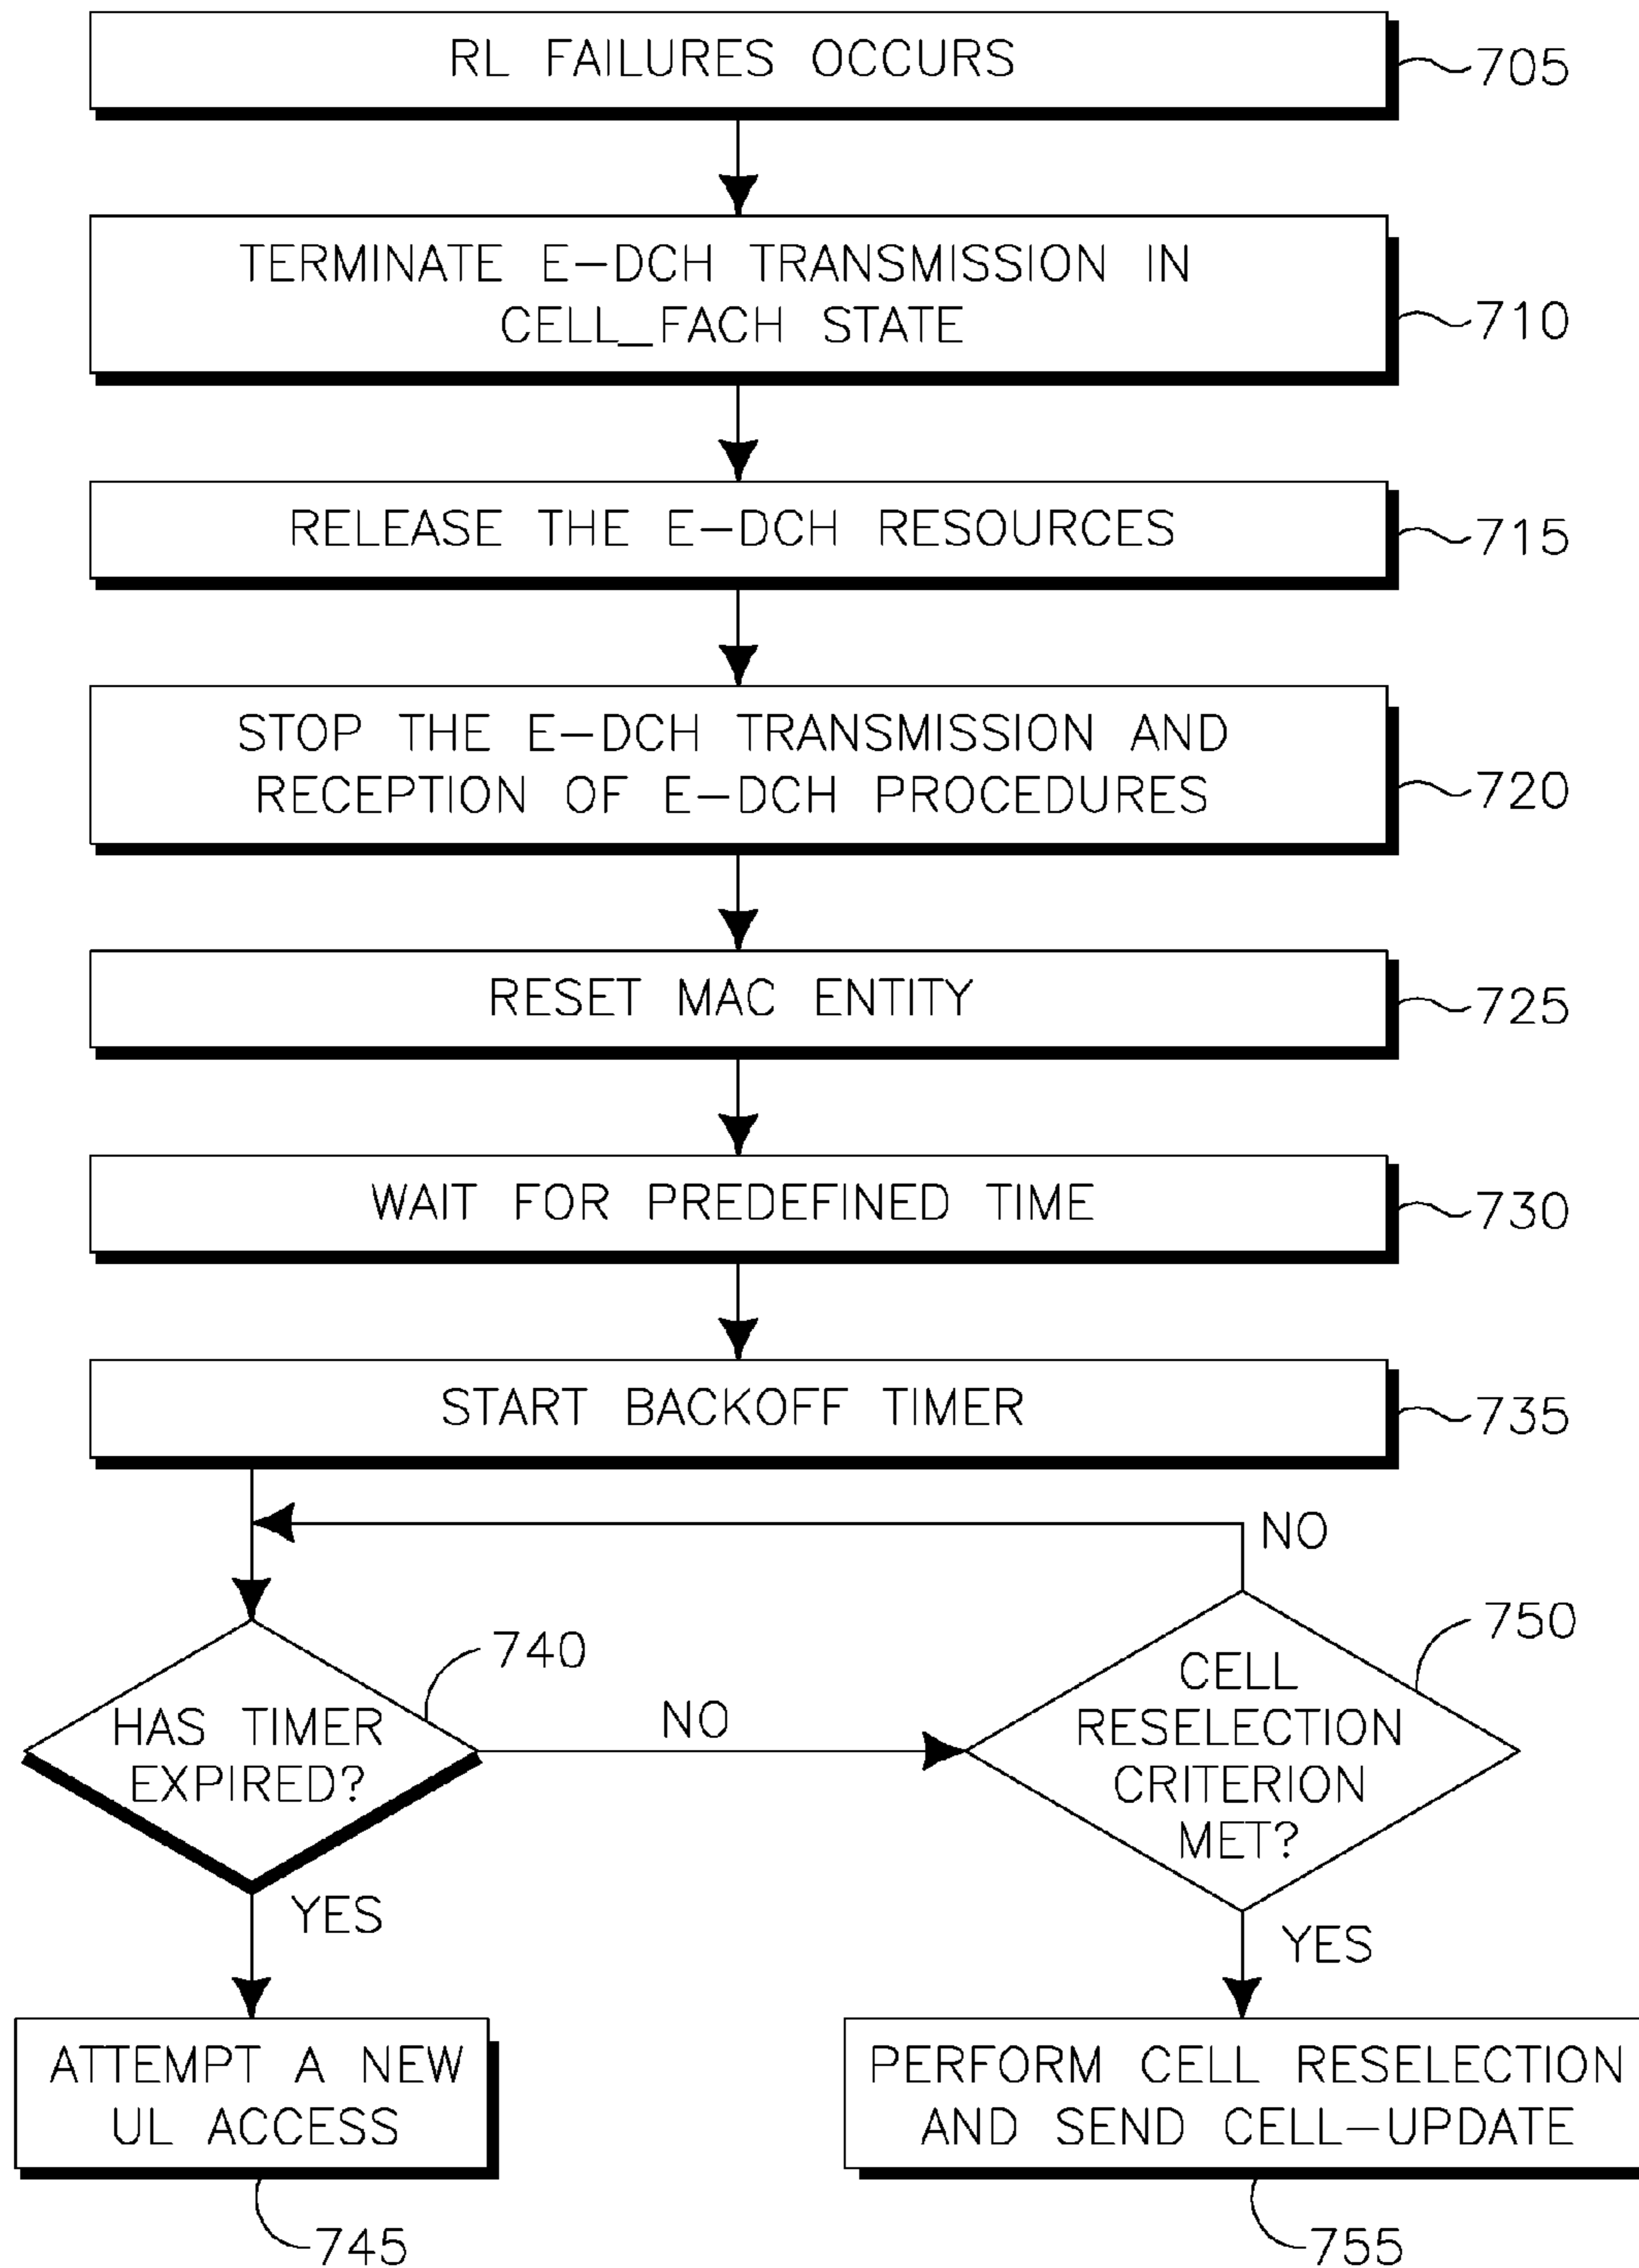 RL FAILURES OCCURS
705
TERMINATE E-DCH TRANSMISSION IN
CELL_FACH STATE
710
RELEASE THE E-DCH RESOURCES
715
STOP THE E-DCH TRANSMISSION AND
RECEPTION OF E-DCH PROCEDURES
720
RESET MAC ENTITY
725
WAIT FOR PREDEFINED TIME
730
START BACKOFF TIMER
735
NO
740
HAS TIMER
EXPIRED?
NO
750
CELL
RESELECTION
CRITERION
MET?
YES
YES
ATTEMPT A NEW
UL ACCESS
745
PERFORM CELL RESELECTION
AND SEND CELL-UPDATE
755